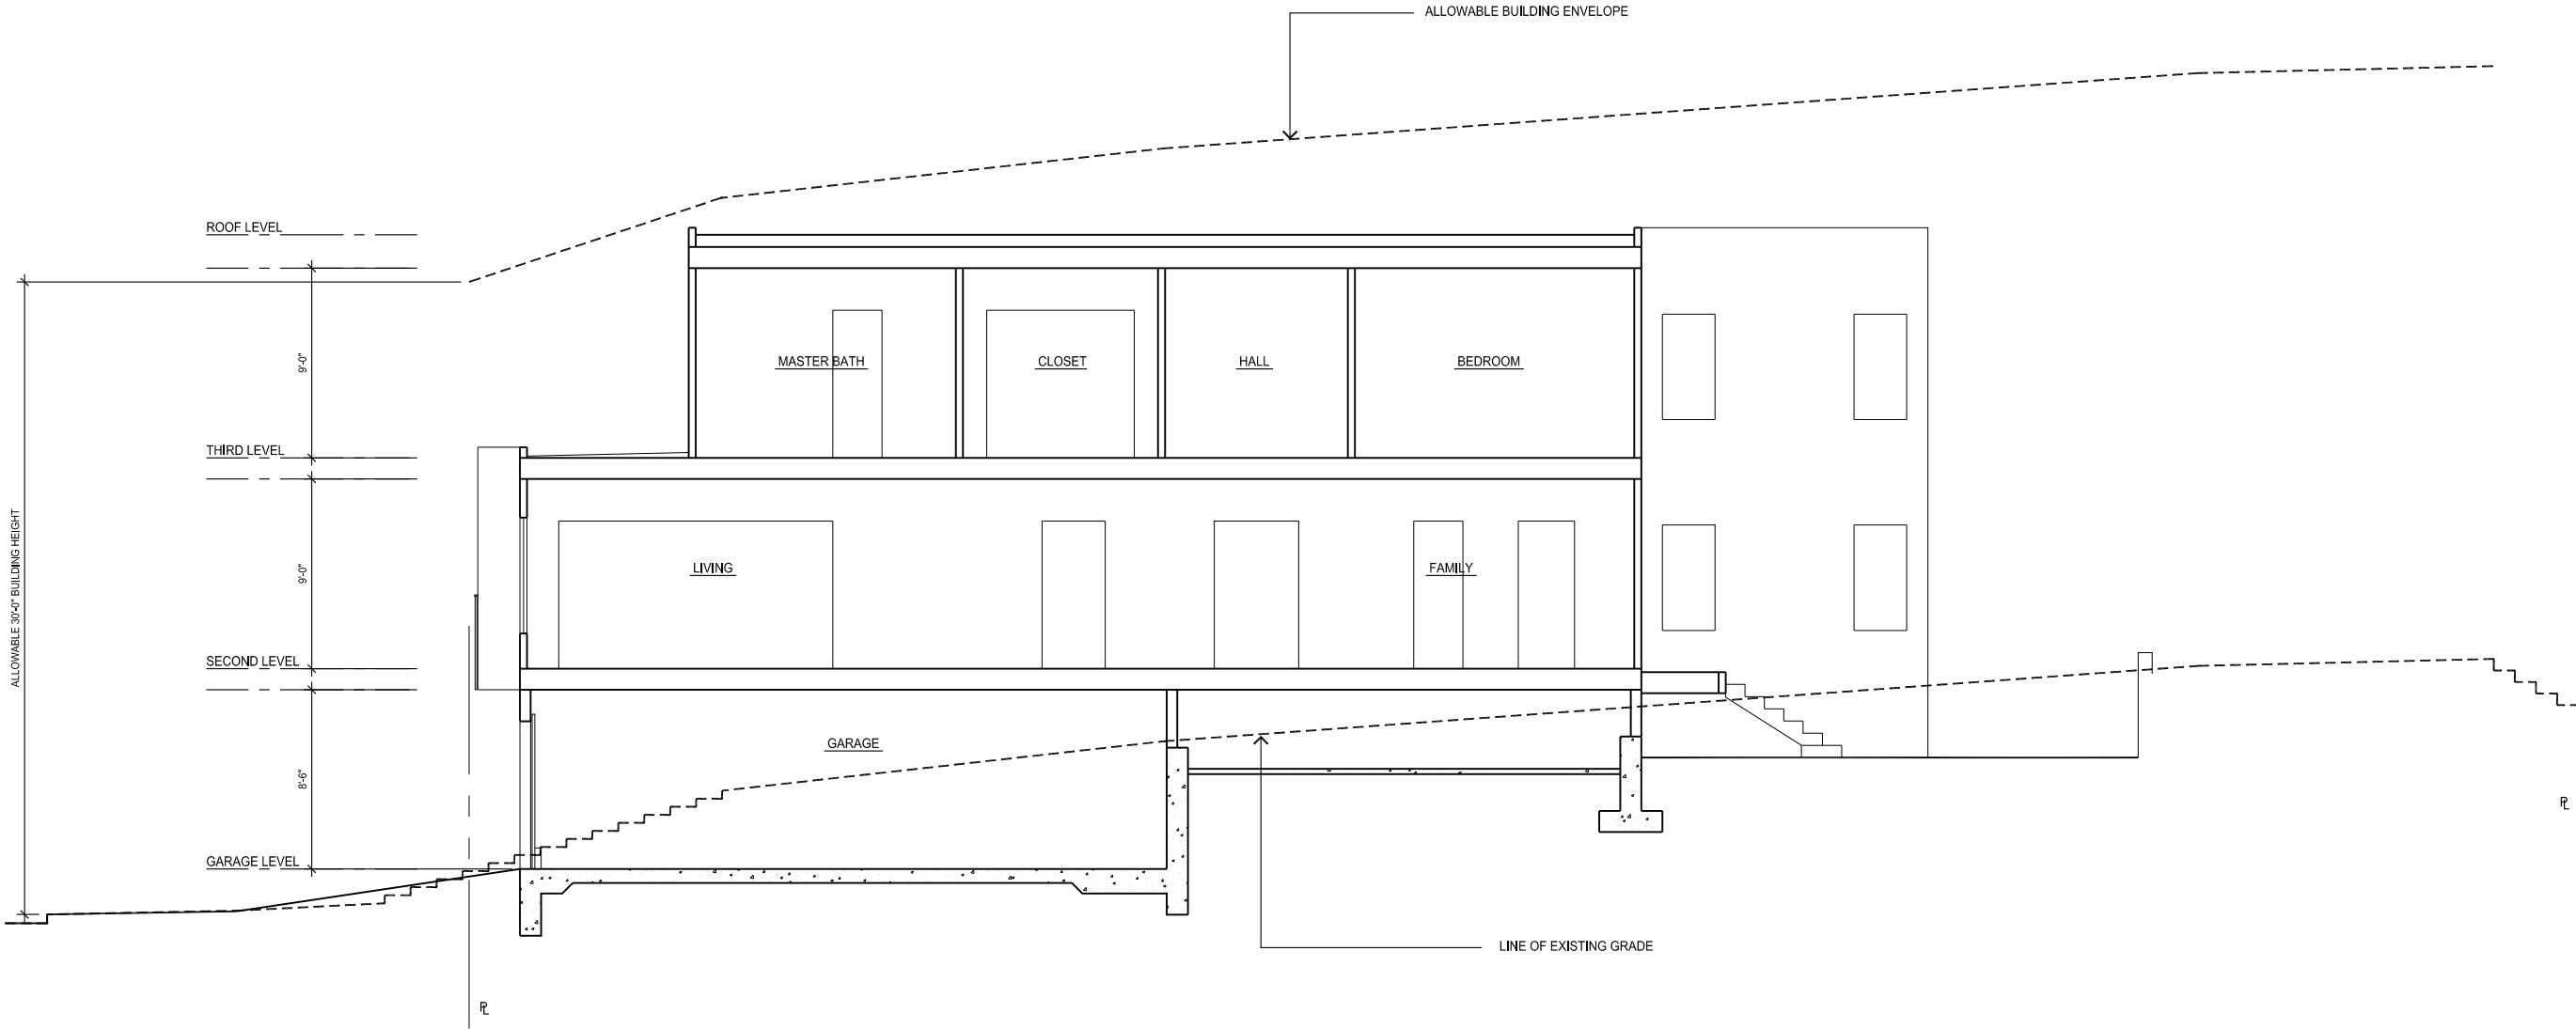 ALLOWABLE BUILDING ENVELOPE
ROOF LEVEL
9'-0"
MASTER BATH
CLOSET
HALL
BEDROOM
THIRD LEVEL
ALLOWABLE 30'-0" BUILDING HEIGHT
9'-0"
LIVING
FAMILY
SECOND LEVEL
GARAGE
8'-6"
GARAGE LEVEL
PL
LINE OF EXISTING GRADE
PL